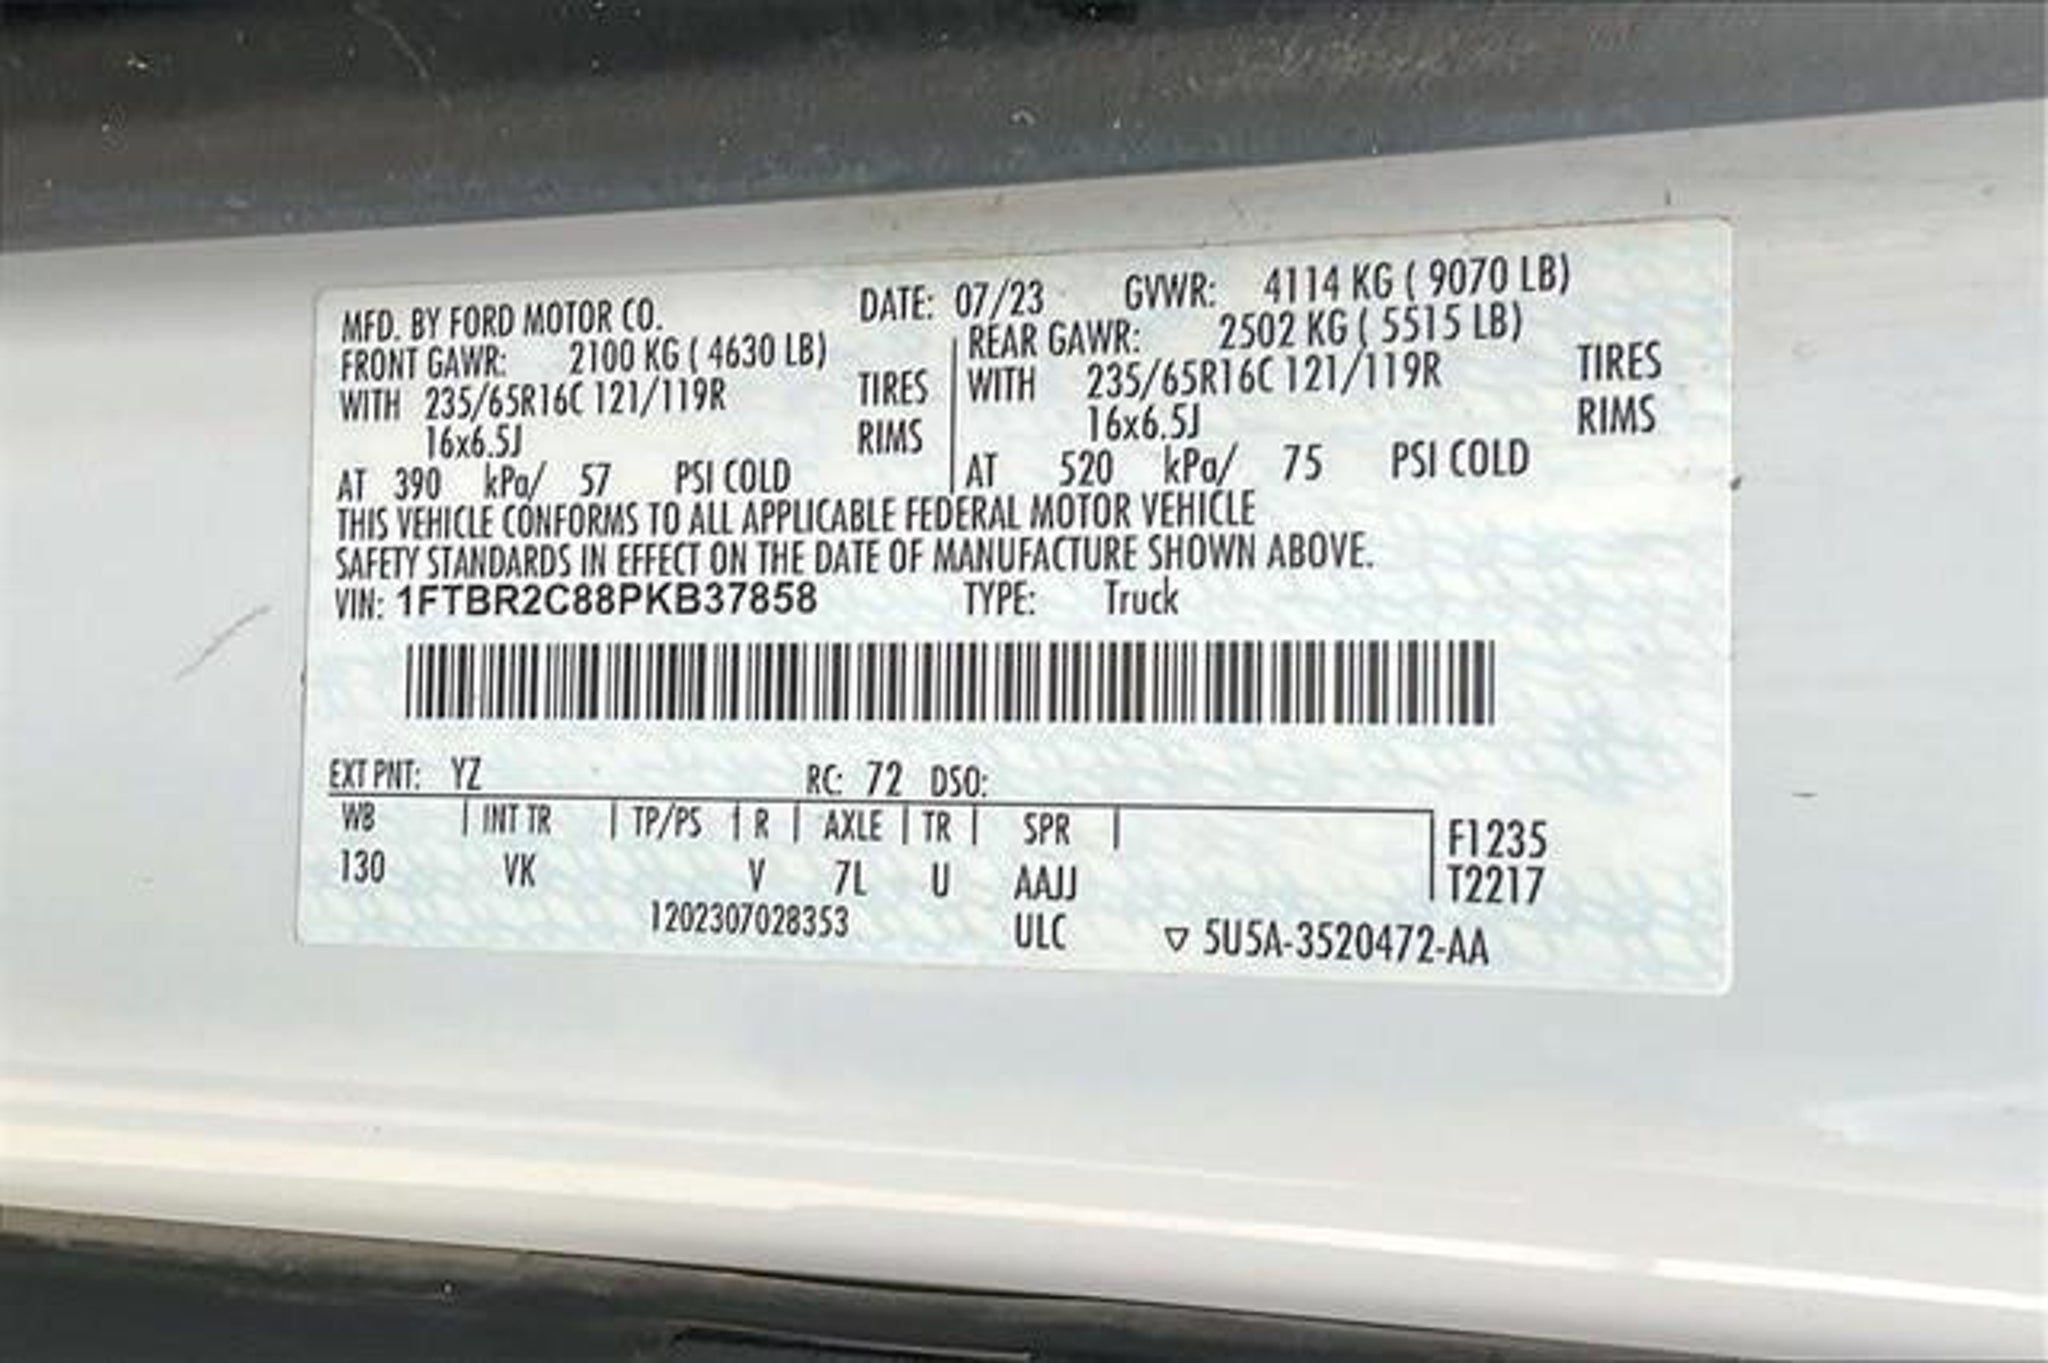 MFD. BY FORD MOTOR CO. DATE: 07/23 GVWR: 4114 KG ( 9070 LB)
FRONT GAWR: 2100 KG ( 4630 LB) REAR GAWR: 2502 KG ( 5515 LB)
WITH 235/65R16C 121/119R TIRES WITH 235/65R16C 121/119R TIRES
16x6.5J RIMS 16x6.5J RIMS
AT 390 kPa/ 57 PSI COLD AT 520 kPa/ 75 PSI COLD
THIS VEHICLE CONFORMS TO ALL APPLICABLE FEDERAL MOTOR VEHICLE
SAFETY STANDARDS IN EFFECT ON THE DATE OF MANUFACTURE SHOWN ABOVE.
VIN: 1FTBR2C88PKB37858 TYPE: Truck
EXT PNT: YZ RC: 72 DSO:
WB INT TR TP/PS R AXLE TR SPR F1235
130 VK V 7L U AAJJ T2217
1202307028353 ULC ▽ 5U5A-3520472-AA